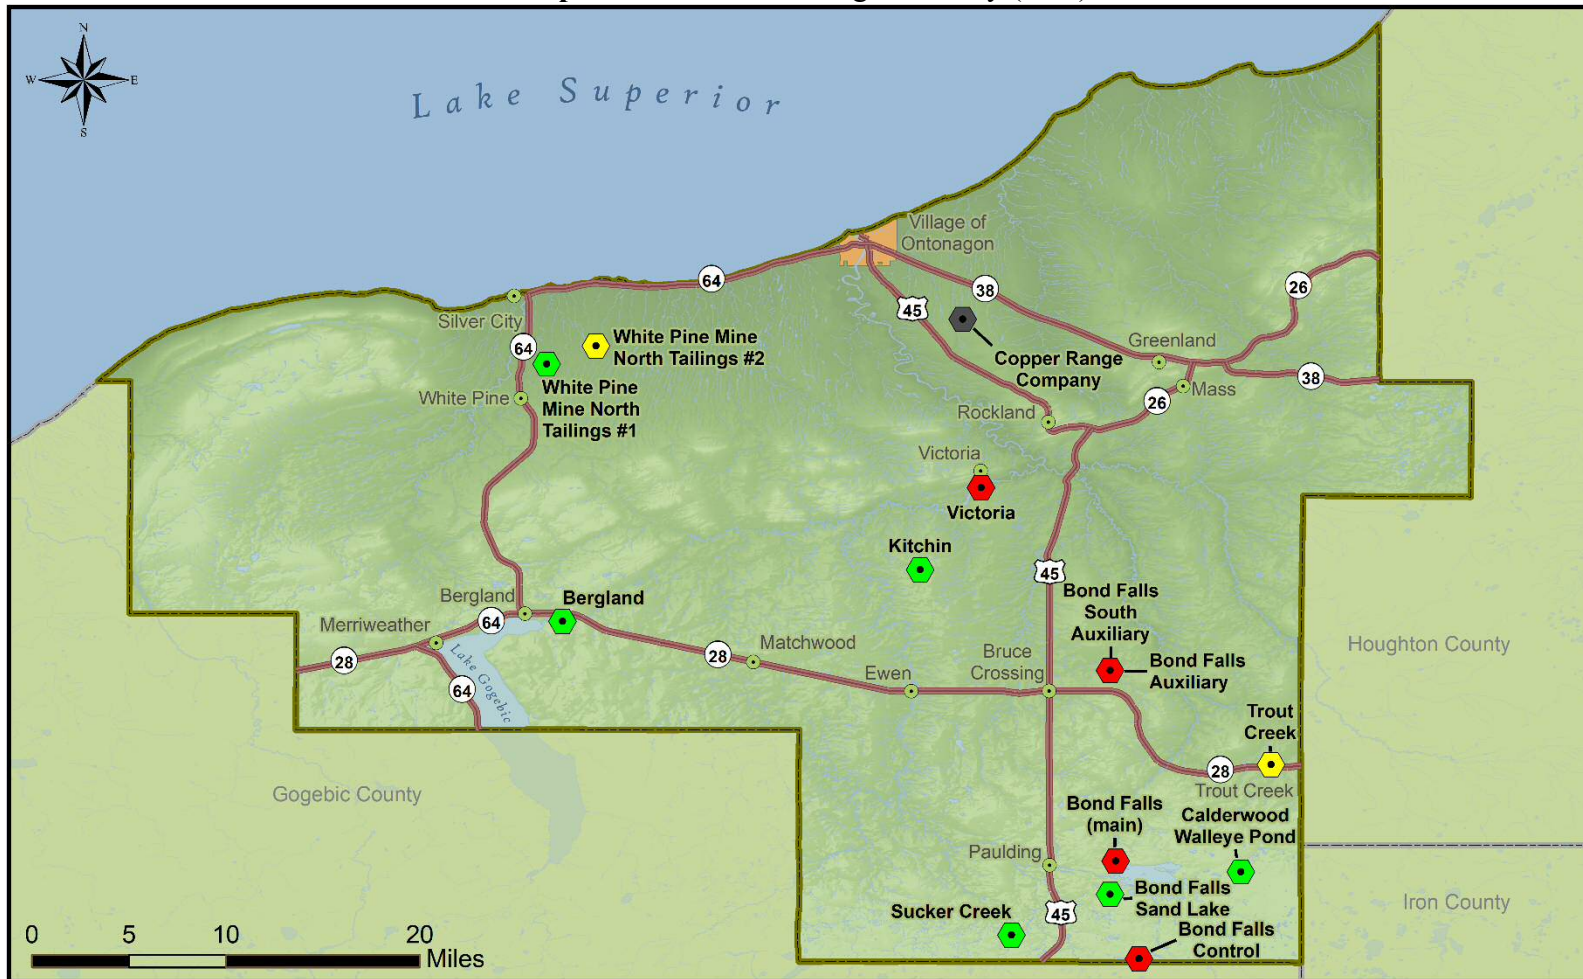 N
W
E
S
Lake Superior
Village of
Ontonagon
64
38
45
26
Silver City
64
White Pine Mine
North Tailings #2
Copper Range
Company
Greenland
38
White Pine
White Pine
Mine North
Tailings #1
Mass
26
Rockland
Victoria
Victoria
Kitchin
45
Bergland
Bergland
Bond Falls
South
Auxiliary
Merriweather
64
28
Lake Gogebic
64
28
Matchwood
Ewen
Bruce
Crossing
Bond Falls
Auxiliary
Houghton County
Trout
Creek
28
Trout Creek
Gogebic County
Bond Falls
(main)
Calderwood
Walleye Pond
Paulding
Bond Falls
Sand Lake
Sucker Creek
45
Bond Falls
Control
Iron County
0 5 10 20
Miles